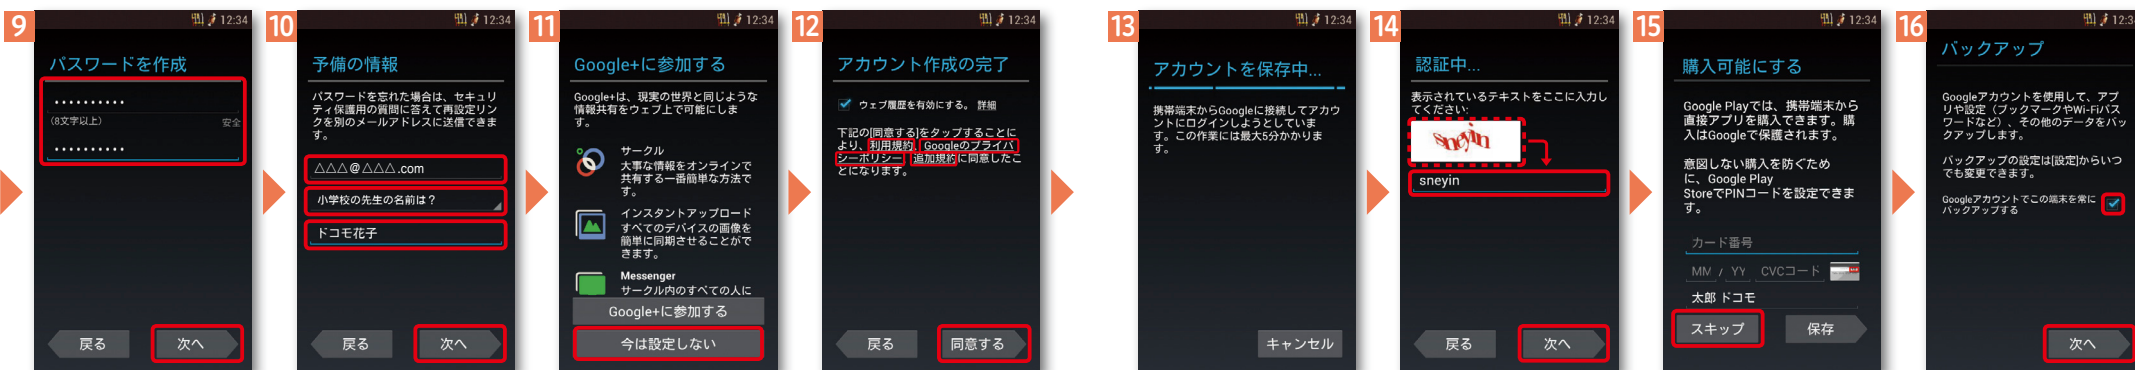 9
12:34
パスワードを作成
••••••••••
(8文字以上)
安全
••••••••••
戻る
次へ
10
12:34
予備の情報
パスワードを忘れた場合は、セキュリ
ティ保護用の質問に答えて再設定リン
クを別のメールアドレスに送信できま
す。
△△△@△△△.com
小学校の先生の名前は？
ドコモ花子
戻る
次へ
11
12:34
Google+に参加する
Google+は、現実の世界と同じような
情報共有をウェブ上で可能にしま
す。
サークル
大事な情報をオンラインで
共有する一番簡単な方法で
す。
インスタントアップロード
すべてのデバイスの画像を
簡単に同期させることがで
きます。
Messenger
サークル内のすべての人に
Google+に参加する
今は設定しない
12
12:34
アカウント作成の完了
ウェブ履歴を有効にする。 詳細
下記の[同意する]をタップすることに
より、利用規約、Googleのプライバ
シーポリシー、追加規約に同意したこ
とになります。
戻る
同意する
13
12:34
アカウントを保存中...
携帯端末からGoogleに接続してアカウ
ントにログインしようとしていま
す。この作業には最大5分かかりま
す。
キャンセル
14
12:34
認証中...
表示されているテキストをここに入力し
てください:
sneyin
sneyin
戻る
次へ
15
12:34
購入可能にする
Google Playでは、携帯端末から
直接アプリを購入できます。購
入はGoogleで保護されます。
意図しない購入を防ぐため
に、Google Play
StoreでPINコードを設定できま
す。
カード番号
MM / YY CVCコード
太郎 ドコモ
スキップ
保存
16
12:34
バックアップ
Googleアカウントを使用して、アプ
リや設定（ブックマークやWi-Fiパス
ワードなど）、その他のデータをバッ
クアップします。
バックアップの設定は[設定]からいつ
でも変更できます。
Googleアカウントでこの端末を常に
バックアップする
次へ